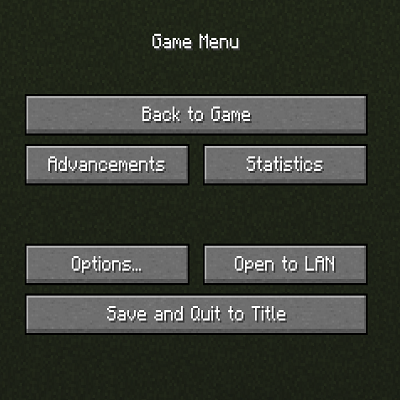 Game Menu
Back to Game
Advancements
Statistics
Options...
Open to LAN
Save and Quit to Title